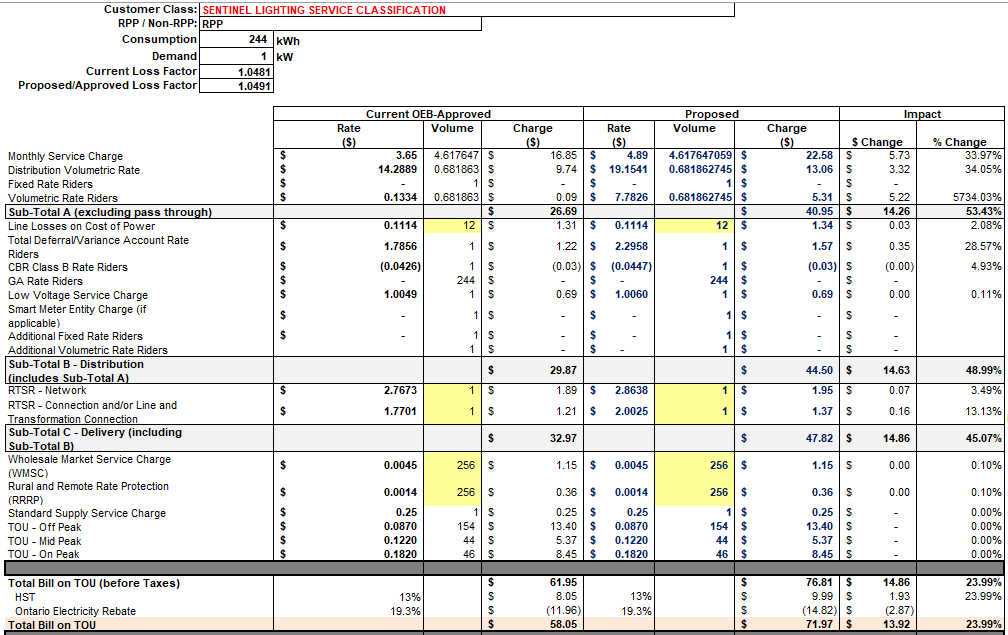 Customer Class: SENTINEL LIGHTING SERVICE CLASSIFICATION
RPP / Non-RPP: RPP
Consumption 244 kWh
Demand 1 kW
Current Loss Factor 1.0481
Proposed/Approved Loss Factor 1.0491
Current OEB-Approved Proposed Impact
Rate Volume Charge Rate Volume Charge
($) ($) ($) ($) $ Change % Change
Monthly Service Charge $ 3.65 4.617647 $ 16.85 $ 4.89 4.617647059 $ 22.58 $ 5.73 33.97%
Distribution Volumetric Rate $ 14.2889 0.681863 $ 9.74 $ 19.1541 0.681862745 $ 13.06 $ 3.32 34.05%
Fixed Rate Riders $ - 1 $ - $ - 1 $ - $ -
Volumetric Rate Riders $ 0.1334 0.681863 $ 0.09 $ 7.7826 0.681862745 $ 5.31 $ 5.22 5734.03%
Sub-Total A (excluding pass through) $ 26.69 $ 40.95 $ 14.26 53.43%
Line Losses on Cost of Power $ 0.1114 12 $ 1.31 $ 0.1114 12 $ 1.34 $ 0.03 2.08%
Total Deferral/Variance Account Rate
Riders $ 1.7856 1 $ 1.22 $ 2.2958 1 $ 1.57 $ 0.35 28.57%
CBR Class B Rate Riders $ (0.0426) 1 $ (0.03) $ (0.0447) 1 $ (0.03) $ (0.00) 4.93%
GA Rate Riders $ - 244 $ - $ - 244 $ - $ -
Low Voltage Service Charge $ 1.0049 1 $ 0.69 $ 1.0060 1 $ 0.69 $ 0.00 0.11%
Smart Meter Entity Charge (if
applicable) $ - 1 $ - $ - 1 $ - $ -
Additional Fixed Rate Riders $ - 1 $ - $ - 1 $ - $ -
Additional Volumetric Rate Riders 1 $ - $ - 1 $ - $ -
Sub-Total B - Distribution
(includes Sub-Total A) $ 29.87 $ 44.50 $ 14.63 48.99%
RTSR - Network $ 2.7673 1 $ 1.89 $ 2.8638 1 $ 1.95 $ 0.07 3.49%
RTSR - Connection and/or Line and
Transformation Connection $ 1.7701 1 $ 1.21 $ 2.0025 1 $ 1.37 $ 0.16 13.13%
Sub-Total C - Delivery (including
Sub-Total B) $ 32.97 $ 47.82 $ 14.86 45.07%
Wholesale Market Service Charge
(WMSC) $ 0.0045 256 $ 1.15 $ 0.0045 256 $ 1.15 $ 0.00 0.10%
Rural and Remote Rate Protection
(RRRP) $ 0.0014 256 $ 0.36 $ 0.0014 256 $ 0.36 $ 0.00 0.10%
Standard Supply Service Charge $ 0.25 1 $ 0.25 $ 0.25 1 $ 0.25 $ - 0.00%
TOU - Off Peak $ 0.0870 154 $ 13.40 $ 0.0870 154 $ 13.40 $ - 0.00%
TOU - Mid Peak $ 0.1220 44 $ 5.37 $ 0.1220 44 $ 5.37 $ - 0.00%
TOU - On Peak $ 0.1820 46 $ 8.45 $ 0.1820 46 $ 8.45 $ - 0.00%
Total Bill on TOU (before Taxes) $ 61.95 $ 76.81 $ 14.86 23.99%
HST 13% $ 8.05 13% $ 9.99 $ 1.93 23.99%
Ontario Electricity Rebate 19.3% $ (11.96) 19.3% $ (14.82) $ (2.87)
Total Bill on TOU $ 58.05 $ 71.97 $ 13.92 23.99%